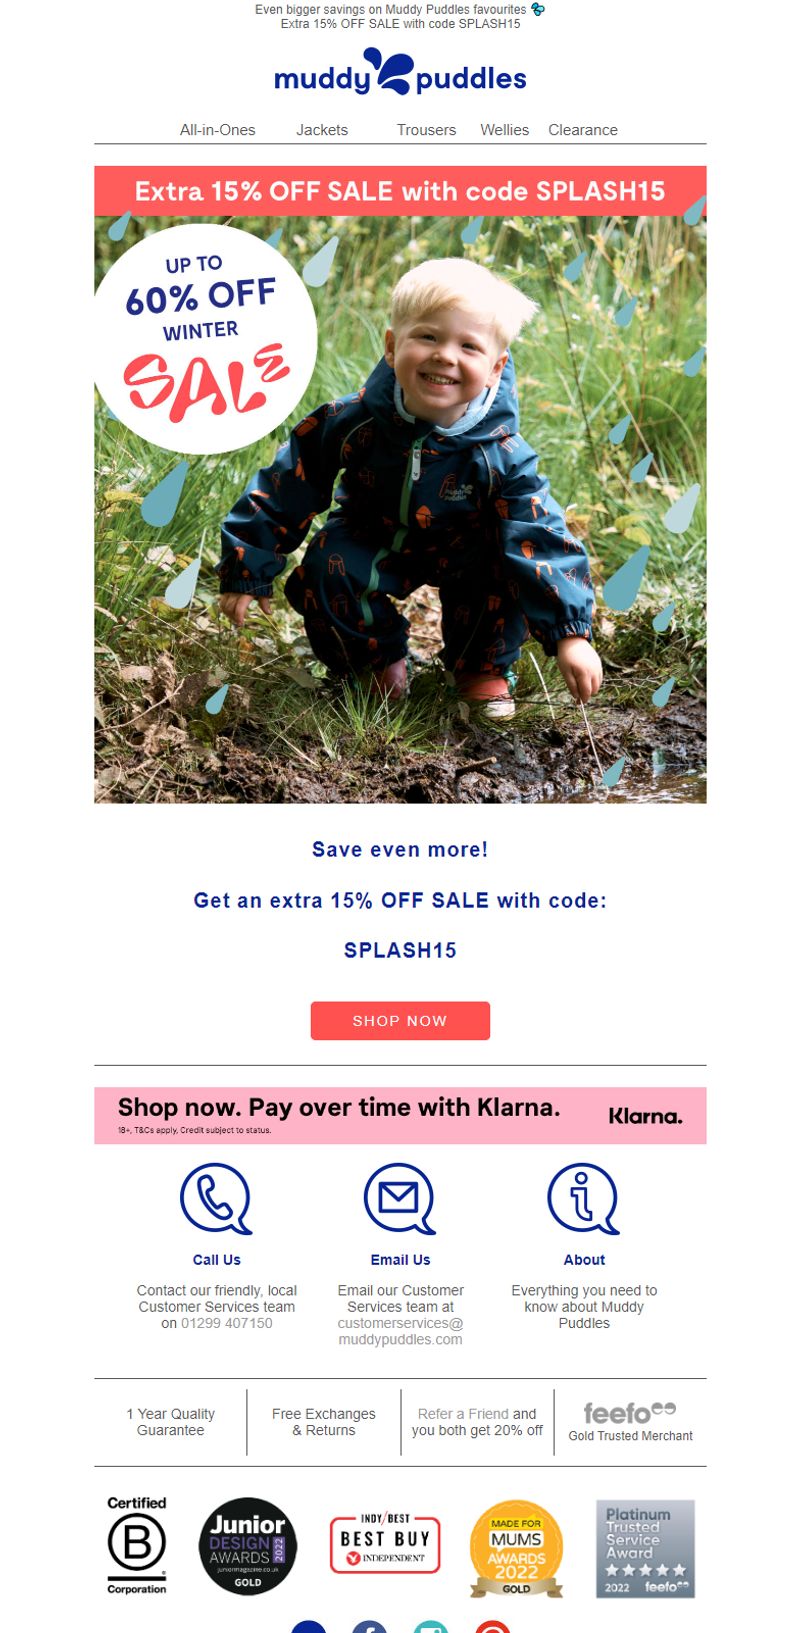 Even bigger savings on Muddy Puddles favourites 💦
Extra 15% OFF SALE with code SPLASH15
muddy puddles
All-in-Ones Jackets Trousers Wellies Clearance
Extra 15% OFF SALE with code SPLASH15
UP TO
60% OFF
WINTER
SALE
muddy
puddles
Save even more!
Get an extra 15% OFF SALE with code:
SPLASH15
SHOP NOW
Shop now. Pay over time with Klarna.
18+, T&Cs apply, Credit subject to status.
Klarna.
Call Us
Contact our friendly, local
Customer Services team
on 01299 407150
Email Us
Email our Customer
Services team at
customerservices@
muddypuddles.com
About
Everything you need to
know about Muddy
Puddles
1 Year Quality
Guarantee
Free Exchanges
& Returns
Refer a Friend and
you both get 20% off
feefo
Gold Trusted Merchant
Certified
B
Corporation
Junior
DESIGN
AWARDS 2022
juniormagazine.co.uk
GOLD
INDY/BEST
BEST BUY
INDEPENDENT
MADE FOR
MUMS
AWARDS
2022
GOLD
Platinum
Trusted
Service
Award
2022 feefo